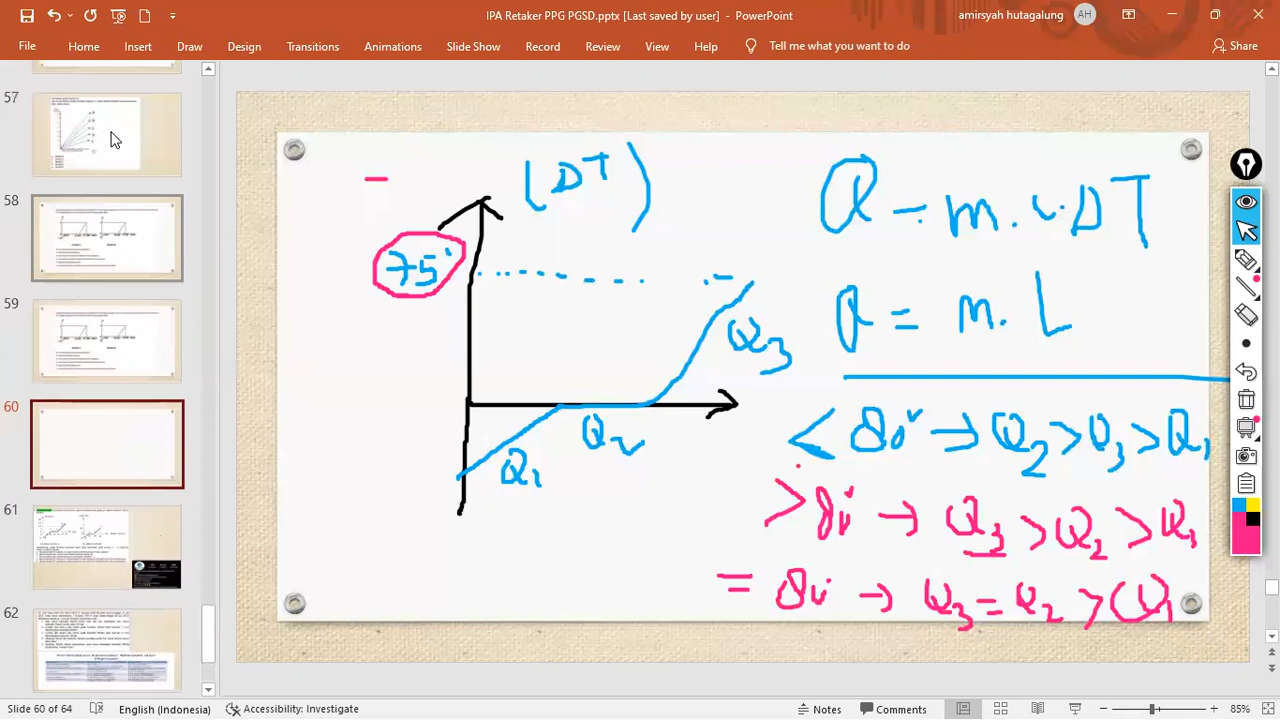 IPA Retaker PPG PGSD.pptx [Last saved by user] - PowerPoint
amirsyah hutagalung AH
File Home Insert Draw Design Transitions Animations Slide Show Record Review View Help Tell me what you want to do Share
57
58
59
60
61
62
(ΔT)
75°
Q1
Q2
Q3
Q = m.c.ΔT
Q = m. L
< 80° → Q2 > Q3 > Q1
> 80° → Q3 > Q2 > Q1
= 80° → Q3 = Q2 > Q1
Slide 60 of 64 English (Indonesia) Accessibility: Investigate Notes Comments 85%